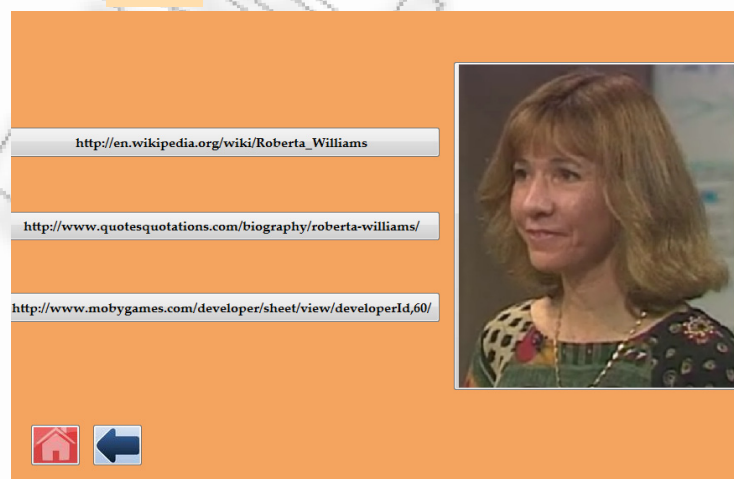 http://en.wikipedia.org/wiki/Roberta_Williams
http://www.quotesquotations.com/biography/roberta-williams/
http://www.mobygames.com/developer/sheet/view/developerId,60/